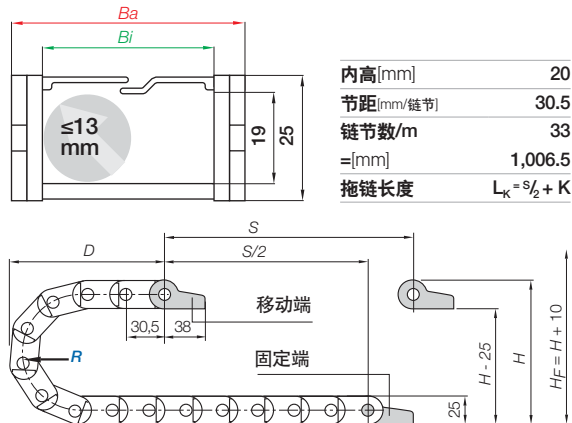 Ba
Bi
≤13
mm
19
25
内高[mm] 20
节距[mm/链节] 30.5
链节数/m 33
=[mm] 1,006.5
拖链长度 LK = S/2 + K
S
D
S/2
移动端
30,5
38
R
固定端
25
H - 25
H
HF = H + 10